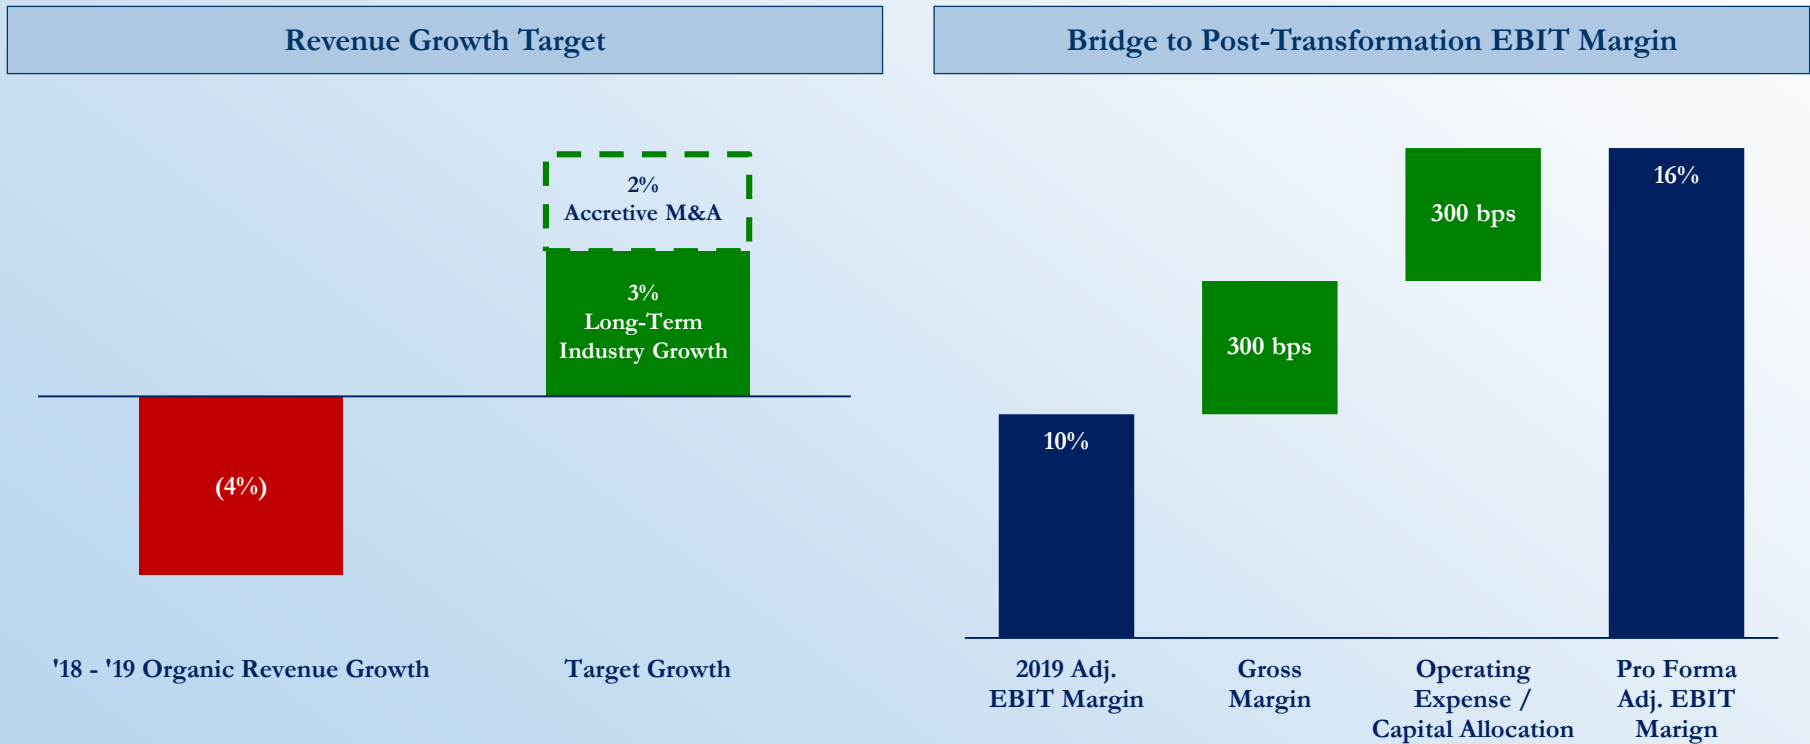 Revenue Growth Target
2%
Accretive M&A
3%
Long-Term
Industry Growth
(4%)
'18 - '19 Organic Revenue Growth
Target Growth
Bridge to Post-Transformation EBIT Margin
10%
300 bps
300 bps
16%
2019 Adj.
EBIT Margin
Gross
Margin
Operating
Expense /
Capital Allocation
Pro Forma
Adj. EBIT
Marign